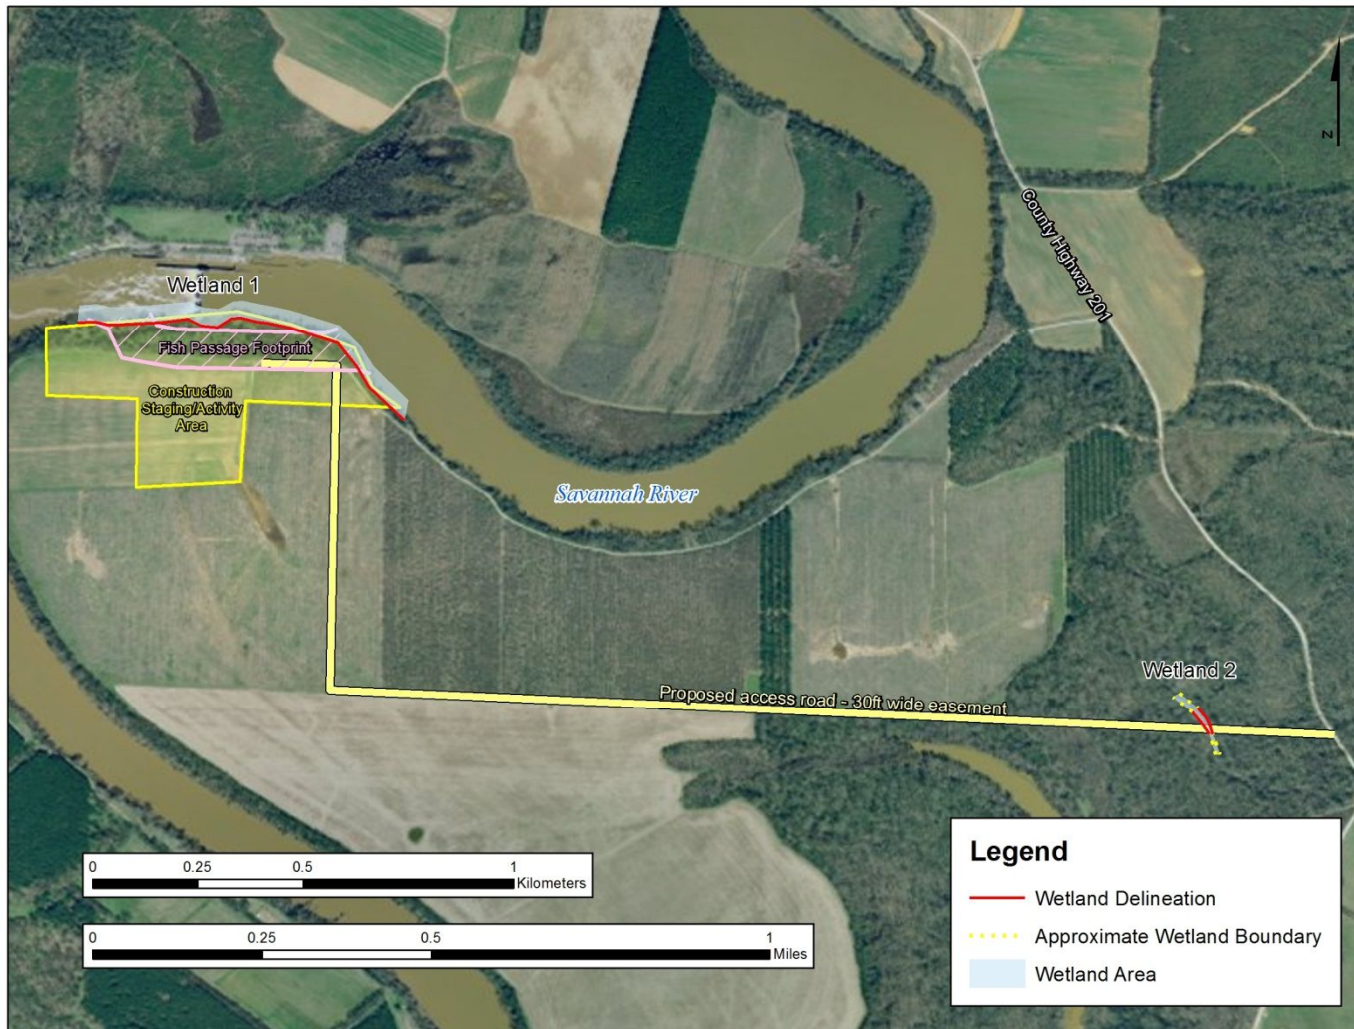 N
County Highway 201
Wetland 1
Fish Passage Footprint
Construction
Staging/Activity
Area
Savannah River
Wetland 2
Proposed access road - 30ft wide easement
0 0.25 0.5 1
Kilometers
0 0.25 0.5 1
Miles
Legend
Wetland Delineation
Approximate Wetland Boundary
Wetland Area